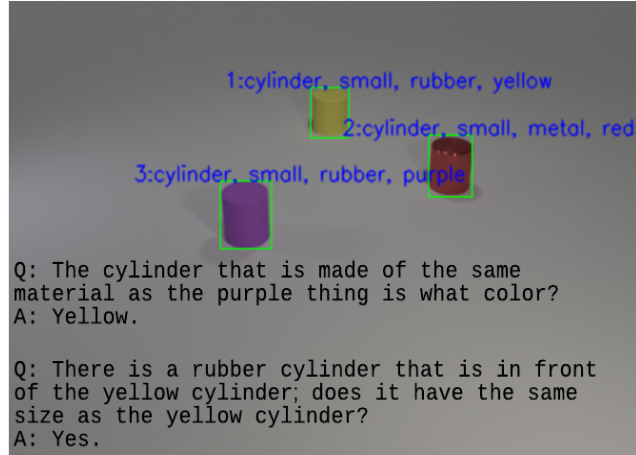 1:cylinder, small, rubber, yellow
2:cylinder, small, metal, red
3:cylinder, small, rubber, purple
Q: The cylinder that is made of the same
material as the purple thing is what color?
A: Yellow.
Q: There is a rubber cylinder that is in front
of the yellow cylinder; does it have the same
size as the yellow cylinder?
A: Yes.